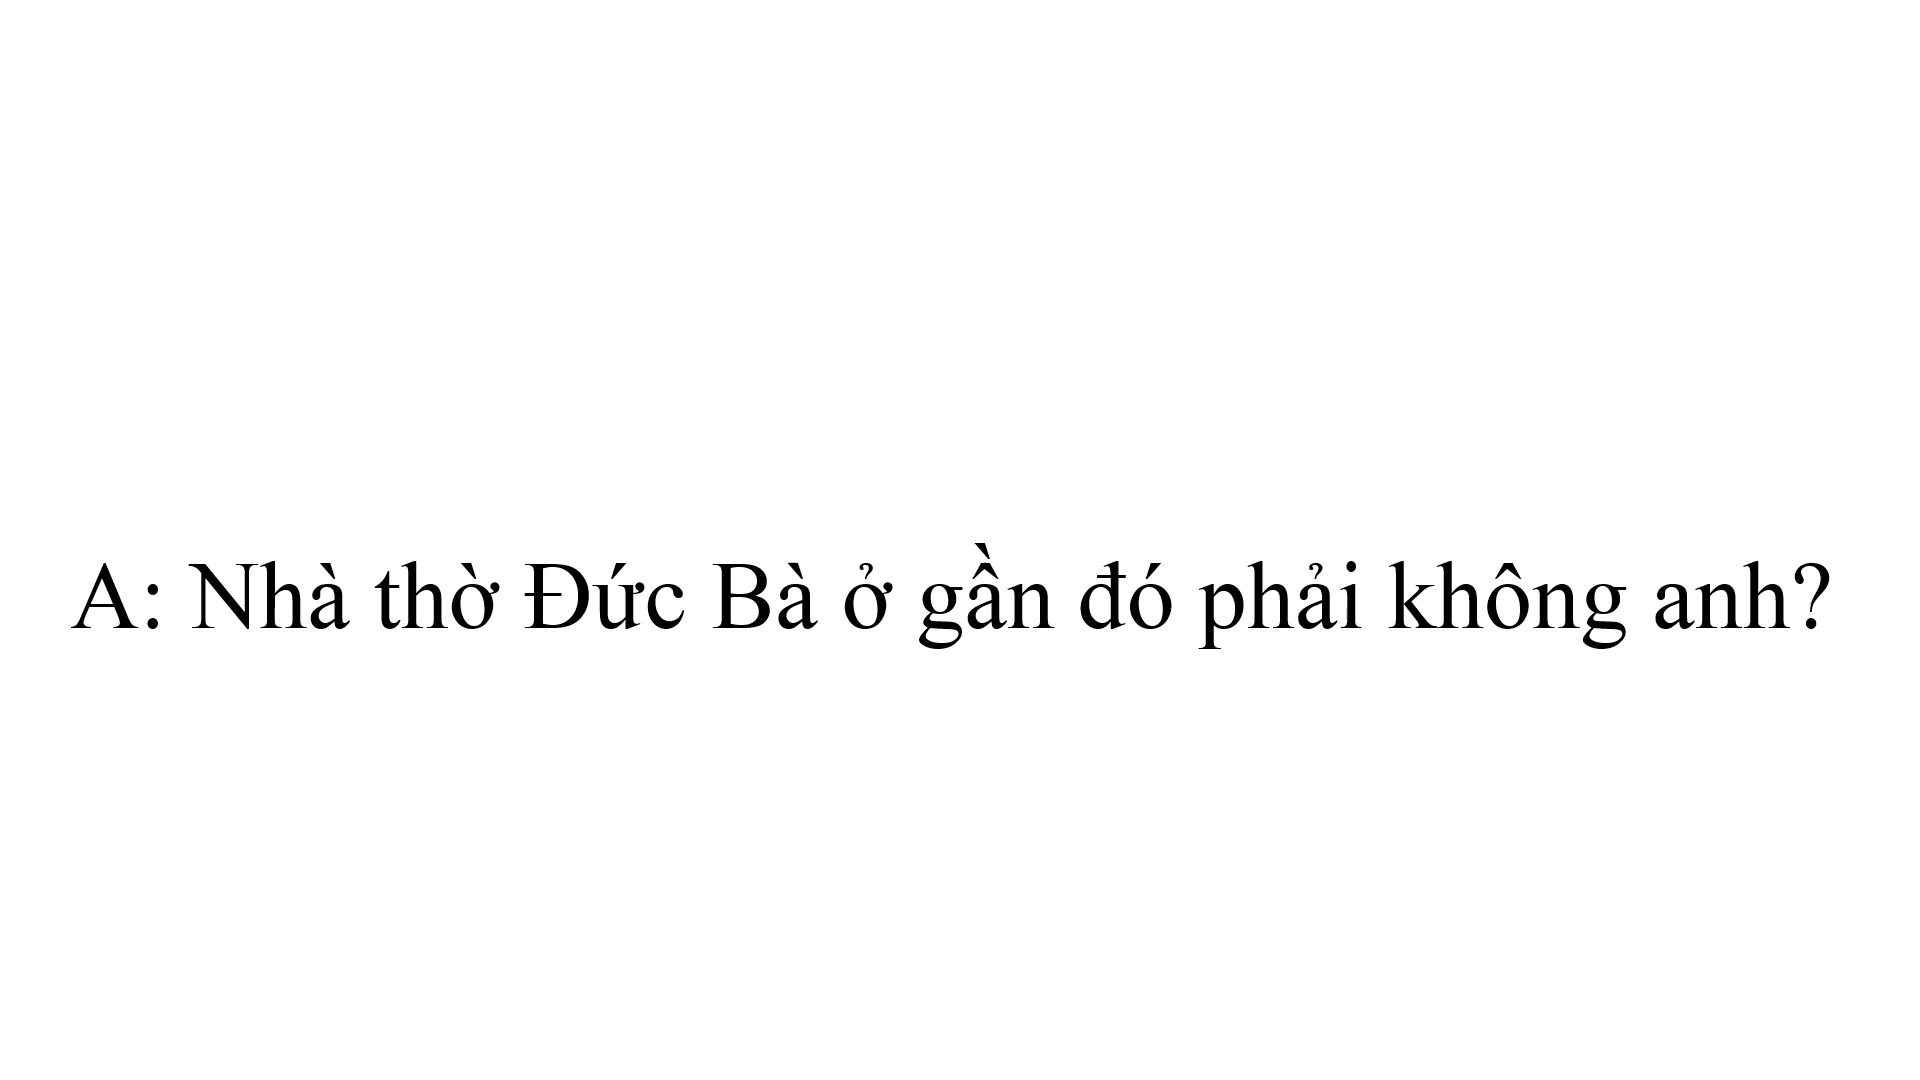 A: Nhà thờ Đức Bà ở gần đó phải không anh?